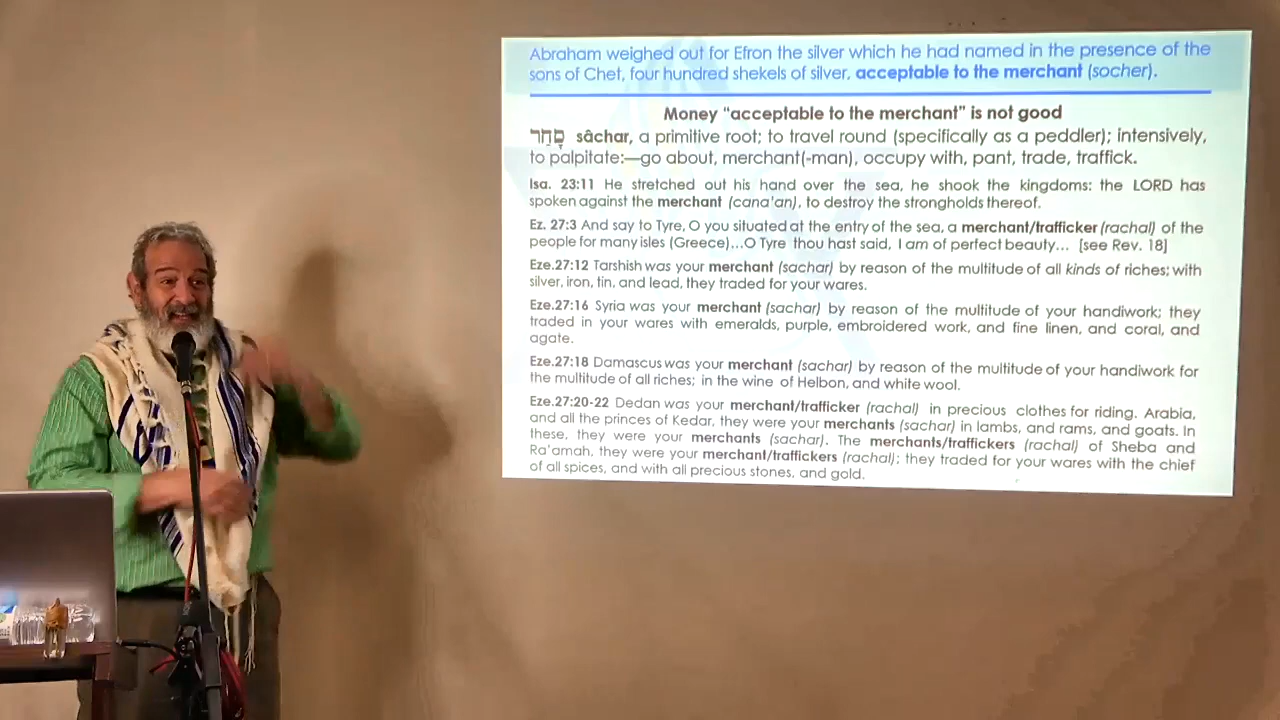 Abraham weighed out for Efron the silver which he had named in the presence of the
sons of Chet, four hundred shekels of silver, acceptable to the merchant (socher).
Money “acceptable to the merchant” is not good
סָחַר sâchar, a primitive root; to travel round (specifically as a peddler); intensively,
to palpitate:—go about, merchant(-man), occupy with, pant, trade, traffick.
Isa. 23:11 He stretched out his hand over the sea, he shook the kingdoms: the LORD has
spoken against the merchant (cana'an), to destroy the strongholds thereof.
Ez. 27:3 And say to Tyre, O you situated at the entry of the sea, a merchant/trafficker (rachal) of the
people for many isles (Greece)...O Tyre thou hast said, I am of perfect beauty... [see Rev. 18]
Eze.27:12 Tarshish was your merchant (sachar) by reason of the multitude of all kinds of riches; with
silver, iron, tin, and lead, they traded for your wares.
Eze.27:16 Syria was your merchant (sachar) by reason of the multitude of your handiwork; they
traded in your wares with emeralds, purple, embroidered work, and fine linen, and coral, and
agate.
Eze.27:18 Damascus was your merchant (sachar) by reason of the multitude of your handiwork for
the multitude of all riches; in the wine of Helbon, and white wool.
Eze.27:20-22 Dedan was your merchant/trafficker (rachal) in precious clothes for riding. Arabia,
and all the princes of Kedar, they were your merchants (sachar) in lambs, and rams, and goats. In
these, they were your merchants (sachar). The merchants/traffickers (rachal) of Sheba and
Ra'amah, they were your merchant/traffickers (rachal); they traded for your wares with the chief
of all spices, and with all precious stones, and gold.